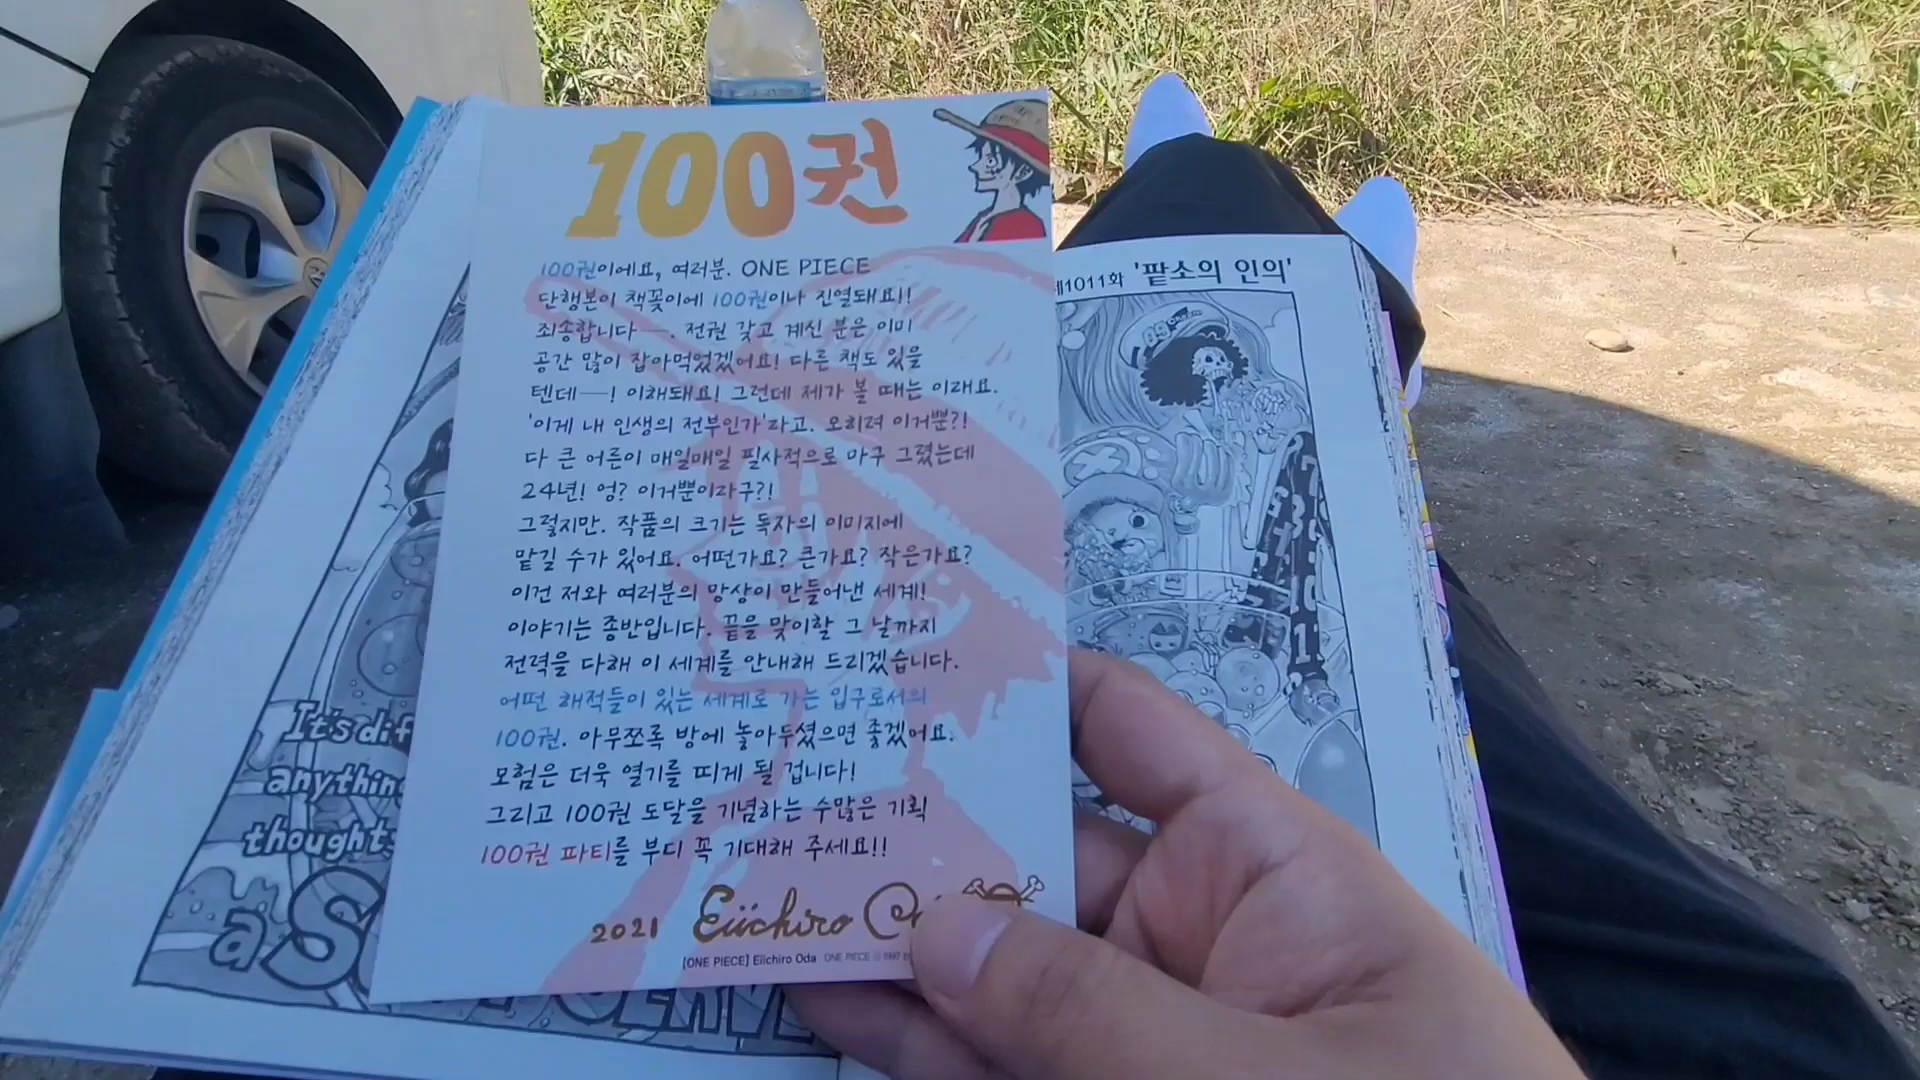 100권
100권이에요, 여러분. ONE PIECE
단행본이 책꽂이에 100권이나 진열돼요!
죄송합니다—. 전권 갖고 계신 분은 이미
공간 많이 잡아먹었겠어요! 다른 책도 있을
텐데—! 이해돼요! 그런데 제가 볼 때는 이래요.
'이게 내 인생의 전부인가'라고. 오히려 이거뿐?!
다 큰 어른이 매일매일 필사적으로 마구 그렸는데
24년! 엉? 이거뿐이라구?!
그렇지만. 작품의 크기는 독자의 이미지에
맡길 수가 있어요. 어떤가요? 큰가요? 작은가요?
이건 저와 여러분의 망상이 만들어낸 세계!
이야기는 종반입니다. 끝을 맞이할 그 날까지
전력을 다해 이 세계를 안내해 드리겠습니다.
어떤 해적들이 있는 세계로 가는 입구로서의
100권. 아무쪼록 방에 놓아두셨으면 좋겠어요.
모험은 더욱 열기를 띠게 될 겁니다!
그리고 100권 도달을 기념하는 수많은 기획
100권 파티를 부디 꼭 기대해 주세요!!
2021 Eiichiro
[ONE PIECE] Eiichiro Oda ONE PIECE © 1997
제1011화 '팥소의 인의'
It's
thoughts
a